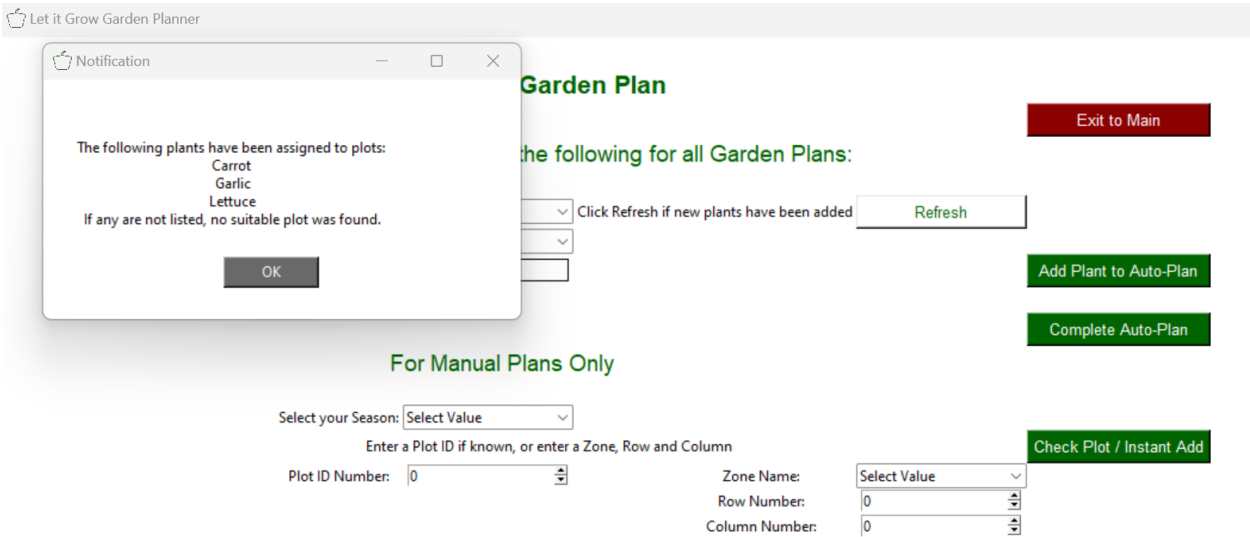 Let it Grow Garden Planner
Notification
The following plants have been assigned to plots:
Carrot
Garlic
Lettuce
If any are not listed, no suitable plot was found.
OK
Garden Plan
Exit to Main
the following for all Garden Plans:
Click Refresh if new plants have been added
Refresh
Add Plant to Auto-Plan
Complete Auto-Plan
For Manual Plans Only
Select your Season: Select Value
Enter a Plot ID if known, or enter a Zone, Row and Column
Check Plot / Instant Add
Plot ID Number: 0
Zone Name: Select Value
Row Number: 0
Column Number: 0